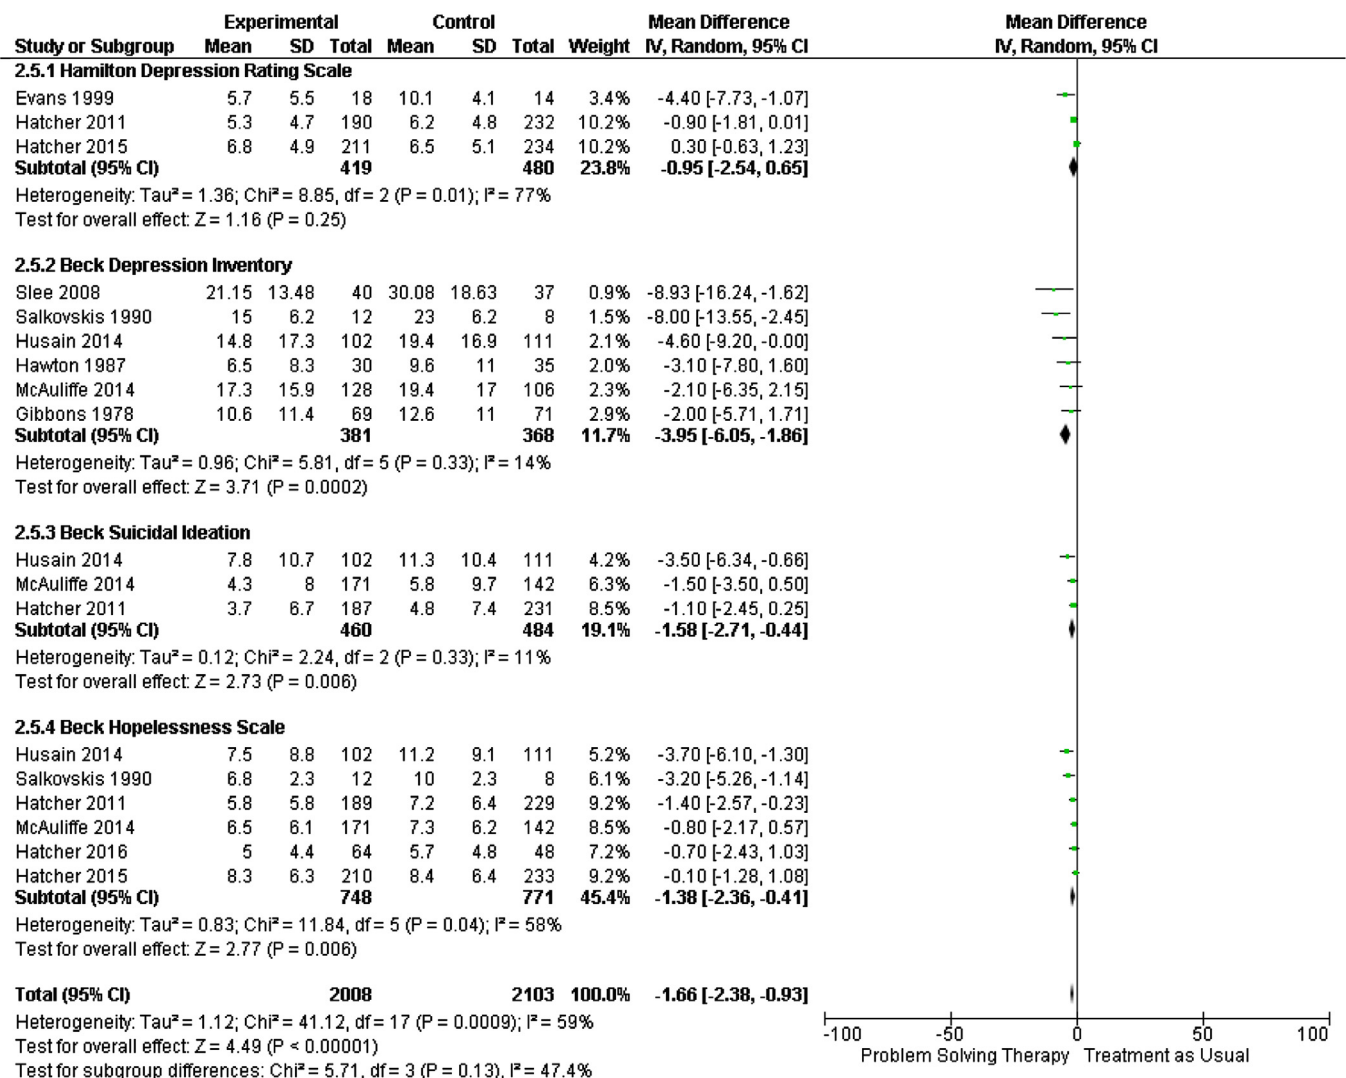 Experimental Control Mean Difference Mean Difference
Study or Subgroup Mean SD Total Mean SD Total Weight IV, Random, 95% CI IV, Random, 95% CI
2.5.1 Hamilton Depression Rating Scale
Evans 1999 5.7 5.5 18 10.1 4.1 14 3.4% -4.40 [-7.73, -1.07]
Hatcher 2011 5.3 4.7 190 6.2 4.8 232 10.2% -0.90 [-1.81, 0.01]
Hatcher 2015 6.8 4.9 211 6.5 5.1 234 10.2% 0.30 [-0.63, 1.23]
Subtotal (95% CI) 419 480 23.8% -0.95 [-2.54, 0.65]
Heterogeneity: Tau² = 1.36; Chi² = 8.85, df = 2 (P = 0.01); I² = 77%
Test for overall effect: Z = 1.16 (P = 0.25)
2.5.2 Beck Depression Inventory
Slee 2008 21.15 13.48 40 30.08 18.63 37 0.9% -8.93 [-16.24, -1.62]
Salkovskis 1990 15 6.2 12 23 6.2 8 1.5% -8.00 [-13.55, -2.45]
Husain 2014 14.8 17.3 102 19.4 16.9 111 2.1% -4.60 [-9.20, -0.00]
Hawton 1987 6.5 8.3 30 9.6 11 35 2.0% -3.10 [-7.80, 1.60]
McAuliffe 2014 17.3 15.9 128 19.4 17 106 2.3% -2.10 [-6.35, 2.15]
Gibbons 1978 10.6 11.4 69 12.6 11 71 2.9% -2.00 [-5.71, 1.71]
Subtotal (95% CI) 381 368 11.7% -3.95 [-6.05, -1.86]
Heterogeneity: Tau² = 0.96; Chi² = 5.81, df = 5 (P = 0.33); I² = 14%
Test for overall effect: Z = 3.71 (P = 0.0002)
2.5.3 Beck Suicidal Ideation
Husain 2014 7.8 10.7 102 11.3 10.4 111 4.2% -3.50 [-6.34, -0.66]
McAuliffe 2014 4.3 8 171 5.8 9.7 142 6.3% -1.50 [-3.50, 0.50]
Hatcher 2011 3.7 6.7 187 4.8 7.4 231 8.5% -1.10 [-2.45, 0.25]
Subtotal (95% CI) 460 484 19.1% -1.58 [-2.71, -0.44]
Heterogeneity: Tau² = 0.12; Chi² = 2.24, df = 2 (P = 0.33); I² = 11%
Test for overall effect: Z = 2.73 (P = 0.006)
2.5.4 Beck Hopelessness Scale
Husain 2014 7.5 8.8 102 11.2 9.1 111 5.2% -3.70 [-6.10, -1.30]
Salkovskis 1990 6.8 2.3 12 10 2.3 8 6.1% -3.20 [-5.26, -1.14]
Hatcher 2011 5.8 5.8 189 7.2 6.4 229 9.2% -1.40 [-2.57, -0.23]
McAuliffe 2014 6.5 6.1 171 7.3 6.2 142 8.5% -0.80 [-2.17, 0.57]
Hatcher 2016 5 4.4 64 5.7 4.8 48 7.2% -0.70 [-2.43, 1.03]
Hatcher 2015 8.3 6.3 210 8.4 6.4 233 9.2% -0.10 [-1.28, 1.08]
Subtotal (95% CI) 748 771 45.4% -1.38 [-2.36, -0.41]
Heterogeneity: Tau² = 0.83; Chi² = 11.84, df = 5 (P = 0.04); I² = 58%
Test for overall effect: Z = 2.77 (P = 0.006)
Total (95% CI) 2008 2103 100.0% -1.66 [-2.38, -0.93]
Heterogeneity: Tau² = 1.12; Chi² = 41.12, df = 17 (P = 0.0009); I² = 59%
-100 -50 0 50 100
Test for overall effect: Z = 4.49 (P < 0.00001)
Problem Solving Therapy Treatment as Usual
Test for subgroup differences: Chi² = 5.71, df = 3 (P = 0.13), I² = 47.4%